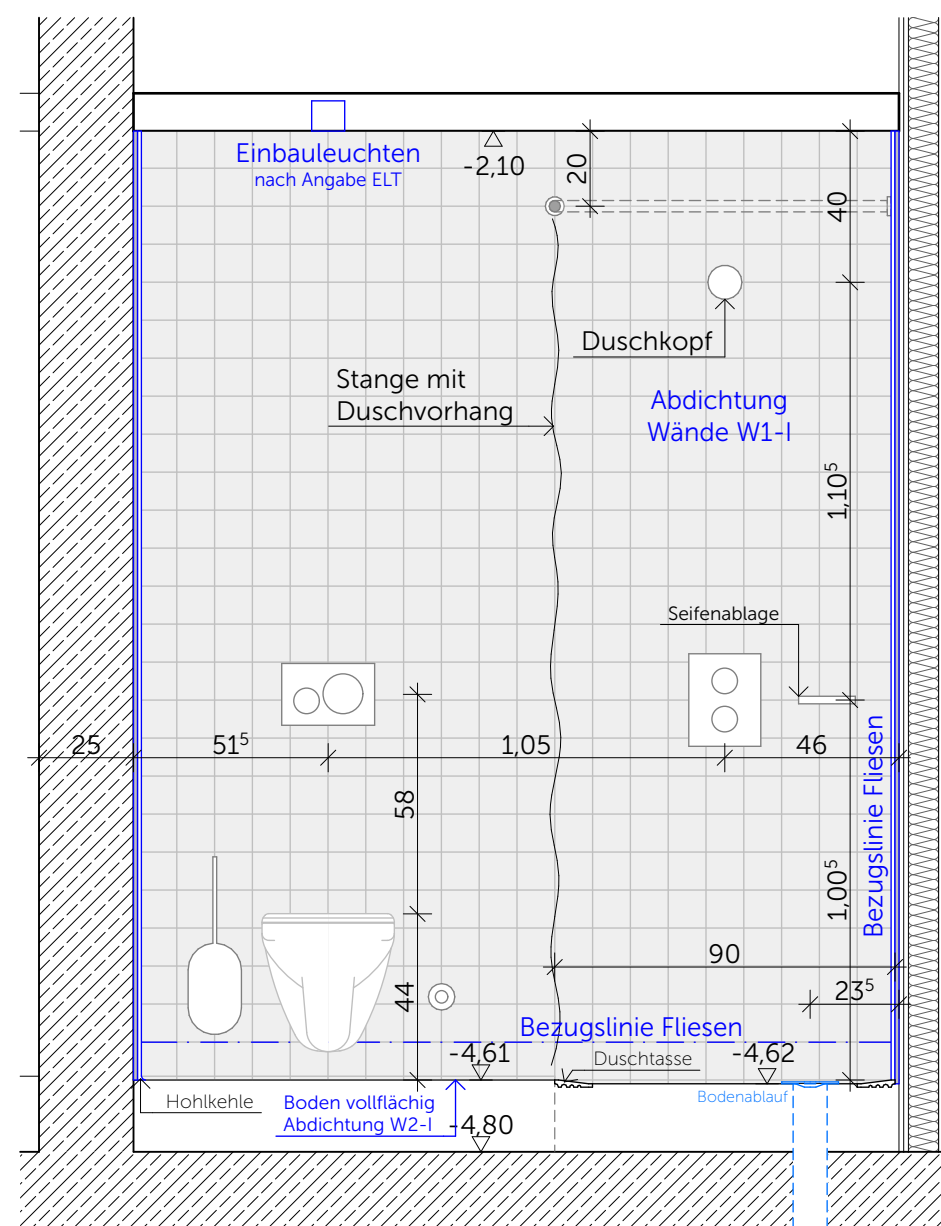 Einbauleuchten
nach Angabe ELT
-2,10
20
40
Duschkopf
Stange mit
Duschvorhang
Abdichtung
Wände W1-I
1,10⁵
Seifenablage
25
51⁵
1,05
46
58
Bezugslinie Fliesen
1,00⁵
90
23⁵
44
Bezugslinie Fliesen
-4,61
Duschtasse
-4,62
Hohlkehle
Boden vollflächig
Abdichtung W2-I
-4,80
Bodenablauf